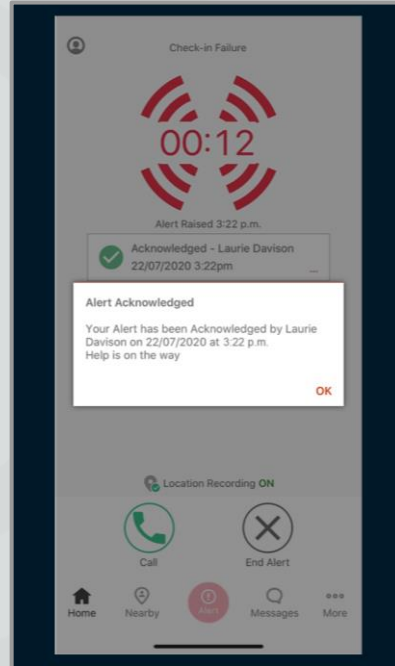 Check-in Failure
00:12
Alert Raised 3:22 p.m.
Acknowledged - Laurie Davison
22/07/2020 3:22pm
...
Alert Acknowledged
Your Alert has been Acknowledged by Laurie
Davison on 22/07/2020 at 3:22 p.m.
Help is on the way
OK
Location Recording ON
Call End Alert
Home Nearby Alert Messages More